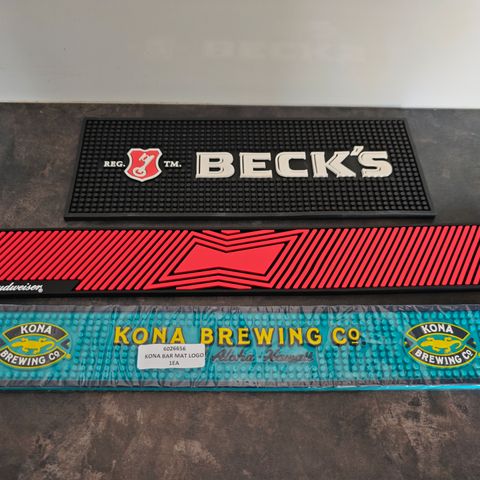 REG. TM. BECK'S
Budweiser
KONA BREWING CO.
KONA
BREWING CO
6026656
KONA BAR MAT LOGO
1EA
Aloha · Hawaii
KONA
BREWING CO.